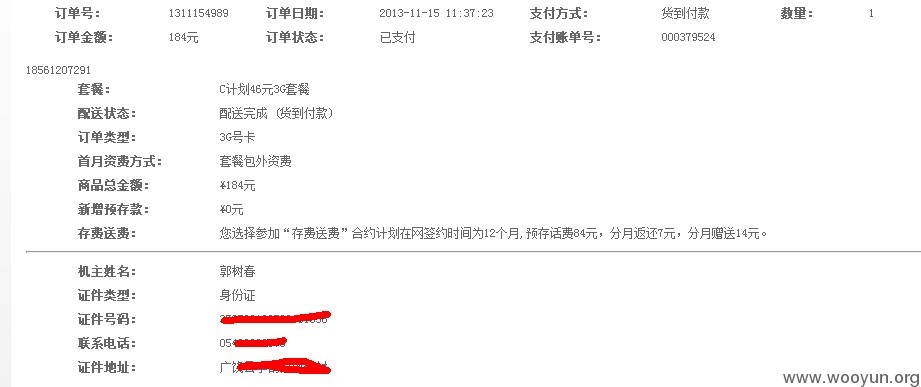 订单号： 1311154989 订单日期： 2013-11-15 11:37:23 支付方式： 货到付款 数量： 1
订单金额： 184元 订单状态： 已支付 支付账单号： 000379524
18561207291
套餐： C计划46元3G套餐
配送状态： 配送完成 (货到付款)
订单类型： 3G号卡
首月资费方式： 套餐包外资费
商品总金额： ¥184元
新增预存款： ¥0元
存费送费： 您选择参加“存费送费”合约计划在网签约时间为12个月,预存话费84元，分月返还7元，分月赠送14元。
机主姓名： 郭树春
证件类型： 身份证
证件号码：
联系电话：
证件地址：
www.wooyun.org